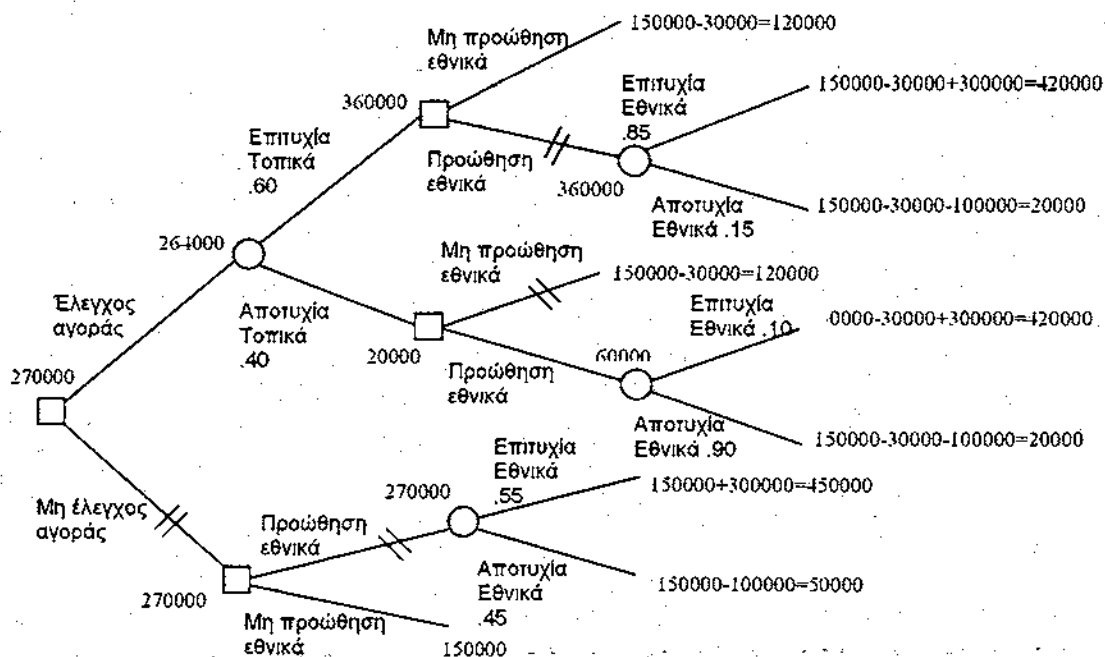 150000-30000=120000
Μη προώθηση
εθνικά
360000
Επιτυχία
Εθνικά
.85
150000-30000+300000=420000
Επιτυχία
Τοπικά
.60
Προώθηση
εθνικά
360000
Αποτυχία
Εθνικά .15
150000-30000-100000=20000
264000
Μη προώθηση
εθνικά
150000-30000=120000
Έλεγχος
αγοράς
Αποτυχία
Τοπικά
.40
20000
Επιτυχία
Εθνικά .10
0000-30000+300000=420000
60000
Προώθηση
εθνικά
270000
Αποτυχία
Εθνικά .90
150000-30000-100000=20000
Επιτυχία
Εθνικά
.55
150000+300000=450000
Μη έλεγχος
αγοράς
270000
Προώθηση
εθνικά
Αποτυχία
Εθνικά
.45
150000-100000=50000
270000
Μη προώθηση
εθνικά
150000